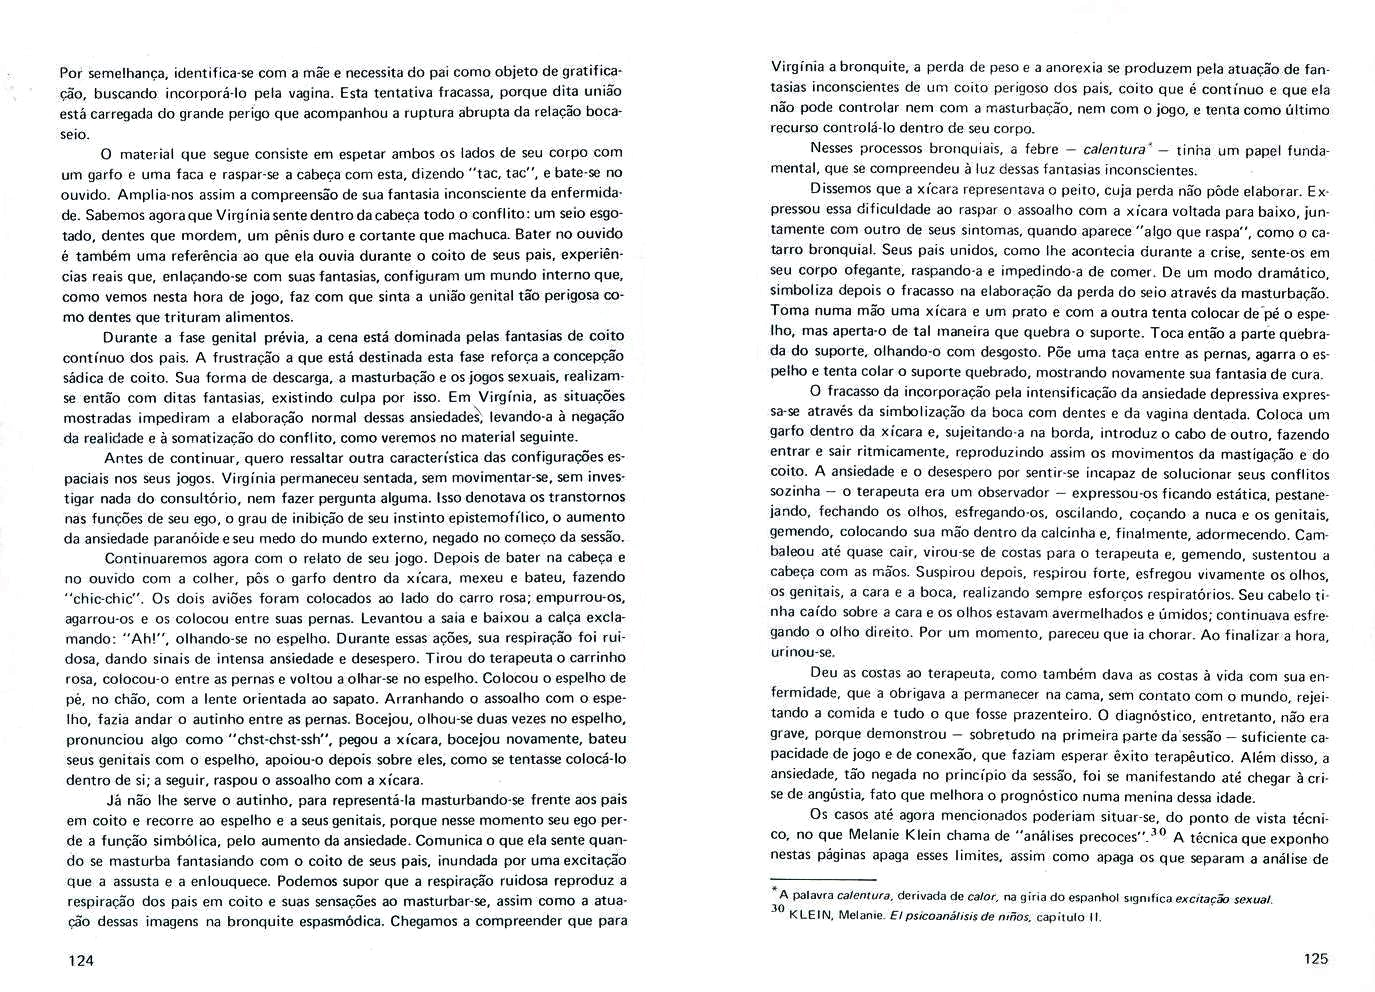 Por semelhança, identifica-se com a mãe e necessita do pai como objeto de gratifica-
ção, buscando incorporá-lo pela vagina. Esta tentativa fracassa, porque dita união
está carregada do grande perigo que acompanhou a ruptura abrupta da relação boca-
seio.
O material que segue consiste em espetar ambos os lados de seu corpo com
um garfo e uma faca e raspar-se a cabeça com esta, dizendo "tac, tac", e bate-se no
ouvido. Amplia-nos assim a compreensão de sua fantasia inconsciente da enfermida-
de. Sabemos agora que Virgínia sente dentro da cabeça todo o conflito: um seio esgo-
tado, dentes que mordem, um pênis duro e cortante que machuca. Bater no ouvido
é também uma referência ao que ela ouvia durante o coito de seus pais, experiên-
cias reais que, enlaçando-se com suas fantasias, configuram um mundo interno que,
como vemos nesta hora de jogo, faz com que sinta a união genital tão perigosa co-
mo dentes que trituram alimentos.
Durante a fase genital prévia, a cena está dominada pelas fantasias de coito
contínuo dos pais. A frustração a que está destinada esta fase reforça a concepção
sádica de coito. Sua forma de descarga, a masturbação e os jogos sexuais, realizam-
se então com ditas fantasias, existindo culpa por isso. Em Virgínia, as situações
mostradas impediram a elaboração normal dessas ansiedades, levando-a à negação
da realidade e à somatização do conflito, como veremos no material seguinte.
Antes de continuar, quero ressaltar outra característica das configurações es-
paciais nos seus jogos. Virgínia permaneceu sentada, sem movimentar-se, sem inves-
tigar nada do consultório, nem fazer pergunta alguma. Isso denotava os transtornos
nas funções de seu ego, o grau de inibição de seu instinto epistemofílico, o aumento
da ansiedade paranóide e seu medo do mundo externo, negado no começo da sessão.
Continuaremos agora com o relato de seu jogo. Depois de bater na cabeça e
no ouvido com a colher, pôs o garfo dentro da xícara, mexeu e bateu, fazendo
"chic-chic". Os dois aviões foram colocados ao lado do carro rosa; empurrou-os,
agarrou-os e os colocou entre suas pernas. Levantou a saia e baixou a calça excla-
mando: "Ah!", olhando-se no espelho. Durante essas ações, sua respiração foi rui-
dosa, dando sinais de intensa ansiedade e desespero. Tirou do terapeuta o carrinho
rosa, colocou-o entre as pernas e voltou a olhar-se no espelho. Colocou o espelho de
pé, no chão, com a lente orientada ao sapato. Arranhando o assoalho com o espe-
lho, fazia andar o autinho entre as pernas. Bocejou, olhou-se duas vezes no espelho,
pronunciou algo como "chst-chst-ssh", pegou a xícara, bocejou novamente, bateu
seus genitais com o espelho, apoiou-o depois sobre eles, como se tentasse colocá-lo
dentro de si; a seguir, raspou o assoalho com a xícara.
Já não lhe serve o autinho, para representá-la masturbando-se frente aos pais
em coito e recorre ao espelho e a seus genitais, porque nesse momento seu ego per-
de a função simbólica, pelo aumento da ansiedade. Comunica o que ela sente quan-
do se masturba fantasiando com o coito de seus pais, inundada por uma excitação
que a assusta e a enlouquece. Podemos supor que a respiração ruidosa reproduz a
respiração dos pais em coito e suas sensações ao masturbar-se, assim como a atua-
ção dessas imagens na bronquite espasmódica. Chegamos a compreender que para
124
Virgínia a bronquite, a perda de peso e a anorexia se produzem pela atuação de fan-
tasias inconscientes de um coito perigoso dos pais, coito que é contínuo e que ela
não pode controlar nem com a masturbação, nem com o jogo, e tenta como último
recurso controlá-lo dentro de seu corpo.
Nesses processos bronquiais, a febre — calentura* — tinha um papel funda-
mental, que se compreendeu à luz dessas fantasias inconscientes.
Dissemos que a xícara representava o peito, cuja perda não pôde elaborar. Ex-
pressou essa dificuldade ao raspar o assoalho com a xícara voltada para baixo, jun-
tamente com outro de seus sintomas, quando aparece "algo que raspa", como o ca-
tarro bronquial. Seus pais unidos, como lhe acontecia durante a crise, sente-os em
seu corpo ofegante, raspando-a e impedindo-a de comer. De um modo dramático,
simboliza depois o fracasso na elaboração da perda do seio através da masturbação.
Toma numa mão uma xícara e um prato e com a outra tenta colocar de pé o espe-
lho, mas aperta-o de tal maneira que quebra o suporte. Toca então a parte quebra-
da do suporte, olhando-o com desgosto. Põe uma taça entre as pernas, agarra o es-
pelho e tenta colar o suporte quebrado, mostrando novamente sua fantasia de cura.
O fracasso da incorporação pela intensificação da ansiedade depressiva expres-
sa-se através da simbolização da boca com dentes e da vagina dentada. Coloca um
garfo dentro da xícara e, sujeitando-a na borda, introduz o cabo de outro, fazendo
entrar e sair ritmicamente, reproduzindo assim os movimentos da mastigação e do
coito. A ansiedade e o desespero por sentir-se incapaz de solucionar seus conflitos
sozinha — o terapeuta era um observador — expressou-os ficando estática, pestane-
jando, fechando os olhos, esfregando-os, oscilando, coçando a nuca e os genitais,
gemendo, colocando sua mão dentro da calcinha e, finalmente, adormecendo. Cam-
baleou até quase cair, virou-se de costas para o terapeuta e, gemendo, sustentou a
cabeça com as mãos. Suspirou depois, respirou forte, esfregou vivamente os olhos,
os genitais, a cara e a boca, realizando sempre esforços respiratórios. Seu cabelo ti-
nha caído sobre a cara e os olhos estavam avermelhados e úmidos; continuava esfre-
gando o olho direito. Por um momento, pareceu que ia chorar. Ao finalizar a hora,
urinou-se.
Deu as costas ao terapeuta, como também dava as costas à vida com sua en-
fermidade, que a obrigava a permanecer na cama, sem contato com o mundo, rejei-
tando a comida e tudo o que fosse prazenteiro. O diagnóstico, entretanto, não era
grave, porque demonstrou — sobretudo na primeira parte da sessão — suficiente ca-
pacidade de jogo e de conexão, que faziam esperar êxito terapêutico. Além disso, a
ansiedade, tão negada no princípio da sessão, foi se manifestando até chegar à cri-
se de angústia, fato que melhora o prognóstico numa menina dessa idade.
Os casos até agora mencionados poderiam situar-se, do ponto de vista técni-
co, no que Melanie Klein chama de "análises precoces".30 A técnica que exponho
nestas páginas apaga esses limites, assim como apaga os que separam a análise de
*A palavra calentura, derivada de calor, na gíria do espanhol significa excitação sexual.
30 KLEIN, Melanie. El psicoanálisis de niños, capítulo II.
125